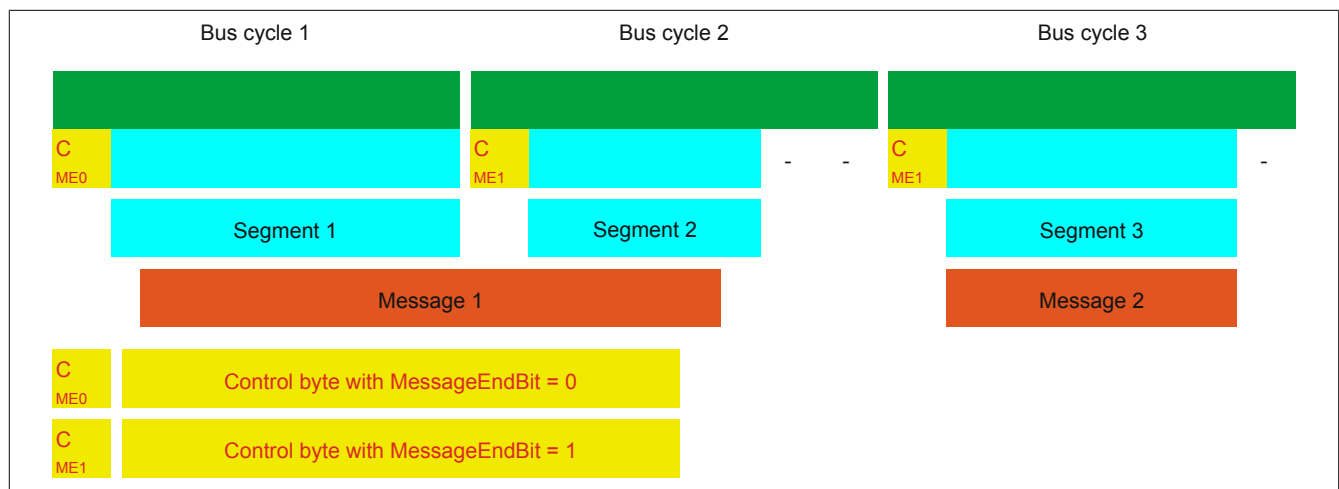 Bus cycle 1 Bus cycle 2 Bus cycle 3
C C - - C -
ME0 ME1 ME1
Segment 1 Segment 2 Segment 3
Message 1 Message 2
C
ME0
Control byte with MessageEndBit = 0
C
ME1
Control byte with MessageEndBit = 1